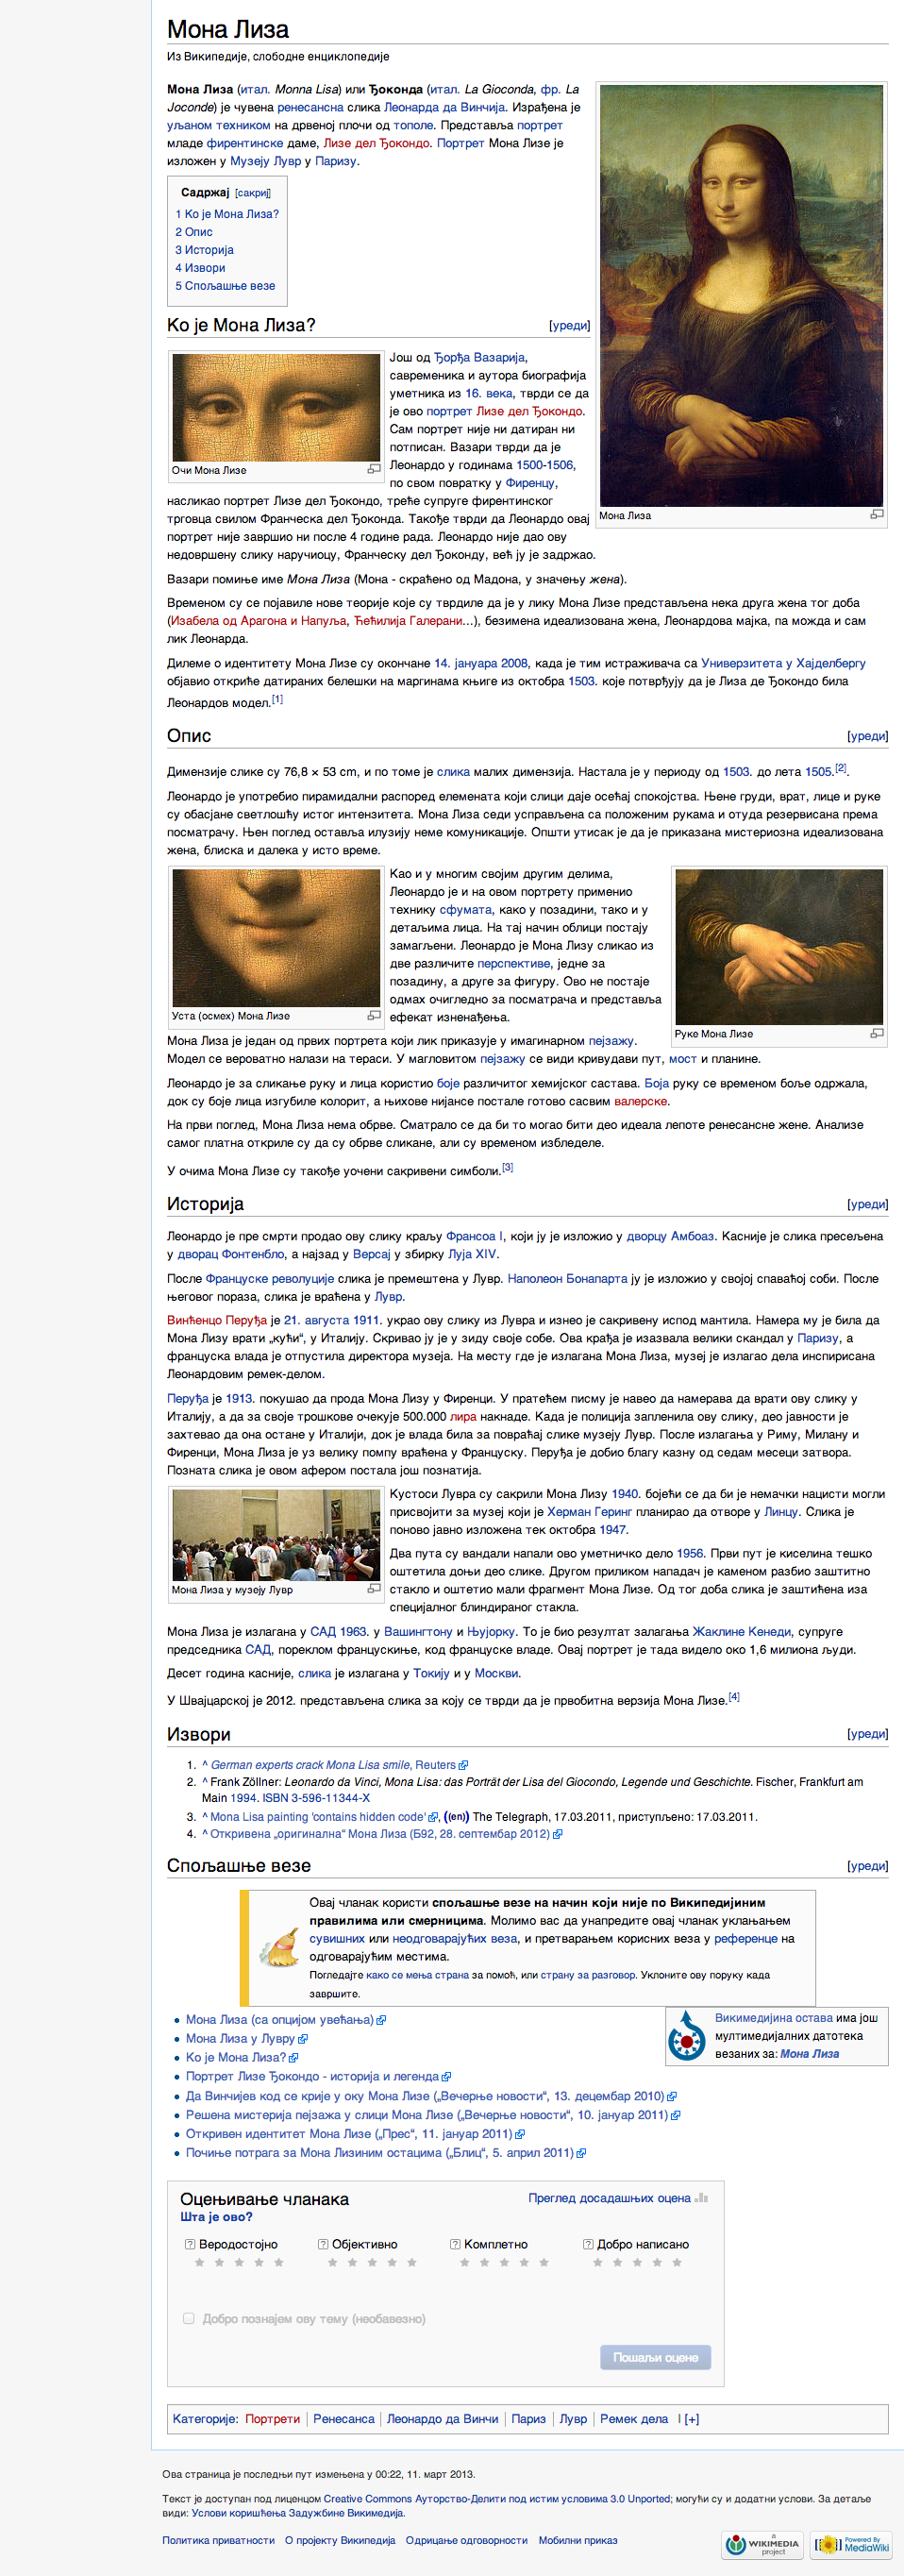 Мона Лиза
Из Википедије, слободне енциклопедије
Мона Лиза (итал. Monna Lisa) или Ђоконда (итал. La Gioconda, фр. La
Joconde) је чувена ренесансна слика Леонарда да Винчија. Израђена је
уљаном техником на дрвеној плочи од тополе. Представља портрет
младе фирентинске даме, Лизе дел Ђокондо. Портрет Мона Лизе је
изложен у Музеју Лувр у Паризу.
Садржај [сакриј]
1 Ко је Мона Лиза?
2 Опис
3 Историја
4 Извори
5 Спољашње везе
Мона Лиза
Ко је Мона Лиза? [уреди]
Очи Мона Лизе
Још од Ђорђа Вазарија,
савременика и аутора биографија
уметника из 16. века, тврди се да
је ово портрет Лизе дел Ђокондо.
Сам портрет није ни датиран ни
потписан. Вазари тврди да је
Леонардо у годинама 1500-1506,
по свом повратку у Фиренцу,
насликао портрет Лизе дел Ђокондо, треће супруге фирентинског
трговца свилом Франческа дел Ђоконда. Такође тврди да Леонардо овај
портрет није завршио ни после 4 године рада. Леонардо није дао ову
недовршену слику наручиоцу, Франческу дел Ђоконду, већ ју је задржао.
Вазари помиње име Мона Лиза (Мона - скраћено од Мадона, у значењу жена).
Временом су се појавиле нове теорије које су тврдиле да је у лику Мона Лизе представљена нека друга жена тог доба
(Изабела од Арагона и Напуља, Ћећилија Галерани...), безимена идеализована жена, Леонардова мајка, па можда и сам
лик Леонарда.
Дилеме о идентитету Мона Лизе су окончане 14. јануара 2008, када је тим истраживача са Универзитета у Хајделбергу
објавио откриће датираних белешки на маргинама књиге из октобра 1503. које потврђују да је Лиза де Ђокондо била
Леонардов модел.[1]
Опис [уреди]
Димензије слике су 76,8 × 53 cm, и по томе је слика малих димензија. Настала је у периоду од 1503. до лета 1505.[2].
Леонардо је употребио пирамидални распоред елемената који слици даје осећај спокојства. Њене груди, врат, лице и руке
су обасјане светлошћу истог интензитета. Мона Лиза седи усправљена са положеним рукама и отуда резервисана према
посматрачу. Њен поглед оставља илузију неме комуникације. Општи утисак је да је приказана мистериозна идеализована
жена, блиска и далека у исто време.
Уста (осмех) Мона Лизе
Као и у многим својим другим делима,
Леонардо је и на овом портрету применио
технику сфумата, како у позадини, тако и у
детаљима лица. На тај начин облици постају
замагљени. Леонардо је Мона Лизу сликао из
две различите перспективе, једне за
позадину, а друге за фигуру. Ово не постаје
одмах очигледно за посматрача и представља
ефекат изненађења.
Руке Мона Лизе
Мона Лиза је један од првих портрета који лик приказује у имагинарном пејзажу.
Модел се вероватно налази на тераси. У магловитом пејзажу се види кривудави пут, мост и планине.
Леонардо је за сликање руку и лица користио боје различитог хемијског састава. Боја руку се временом боље одржала,
док су боје лица изгубиле колорит, а њихове нијансе постале готово сасвим валерске.
На први поглед, Мона Лиза нема обрве. Сматрало се да би то могао бити део идеала лепоте ренесансне жене. Анализе
самог платна откриле су да су обрве сликане, али су временом избледеле.
У очима Мона Лизе су такође уочени сакривени симболи.[3]
Историја [уреди]
Леонардо је пре смрти продао ову слику краљу Франсоа I, који ју је изложио у дворцу Амбоаз. Касније је слика пресељена
у дворац Фонтенбло, а најзад у Версај у збирку Луја XIV.
После Француске револуције слика је премештена у Лувр. Наполеон Бонапарта ју је изложио у својој спаваћој соби. После
његовог пораза, слика је враћена у Лувр.
Винћенцо Перуђа је 21. августа 1911. украо ову слику из Лувра и изнео је сакривену испод мантила. Намера му је била да
Мона Лизу врати „кући“, у Италију. Скривао ју је у зиду своје собе. Ова крађа је изазвала велики скандал у Паризу, а
француска влада је отпустила директора музеја. На месту где је излагана Мона Лиза, музеј је излагао дела инспирисана
Леонардовим ремек-делом.
Перуђа је 1913. покушао да прода Мона Лизу у Фиренци. У пратећем писму је навео да намерава да врати ову слику у
Италију, а да за своје трошкове очекује 500.000 лира накнаде. Када је полиција запленила ову слику, део јавности је
захтевао да она остане у Италији, док је влада била за повраћај слике музеју Лувр. После излагања у Риму, Милану и
Фиренци, Мона Лиза је уз велику помпу враћена у Француску. Перуђа је добио благу казну од седам месеци затвора.
Позната слика је овом афером постала још познатија.
Мона Лиза у музеју Лувр
Кустоси Лувра су сакрили Мона Лизу 1940. бојећи се да би је немачки нацисти могли
присвојити за музеј који је Херман Геринг планирао да отворе у Линцу. Слика је
поново јавно изложена тек октобра 1947.
Два пута су вандали напали ово уметничко дело 1956. Први пут је киселина тешко
оштетила доњи део слике. Другом приликом нападач је каменом разбио заштитно
стакло и оштетио мали фрагмент Мона Лизе. Од тог доба слика је заштићена иза
специјалног блиндираног стакла.
Мона Лиза је излагана у САД 1963. у Вашингтону и Њујорку. То је био резултат залагања Жаклине Кенеди, супруге
председника САД, пореклом францускиње, код француске владе. Овај портрет је тада видело око 1,6 милиона људи.
Десет година касније, слика је излагана у Токију и у Москви.
У Швајцарској је 2012. представљена слика за коју се тврди да је првобитна верзија Мона Лизе.[4]
Извори [уреди]
1. ^ German experts crack Mona Lisa smile, Reuters
2. ^ Frank Zöllner: Leonardo da Vinci, Mona Lisa: das Porträt der Lisa del Giocondo, Legende und Geschichte. Fischer, Frankfurt am
Main 1994. ISBN 3-596-11344-X
3. ^ Mona Lisa painting 'contains hidden code', ((en)) The Telegraph, 17.03.2011, приступљено: 17.03.2011.
4. ^ Откривена „оригинална“ Мона Лиза (Б92, 28. септембар 2012)
Спољашње везе [уреди]
Овај чланак користи спољашње везе на начин који није по Википедијиним
правилима или смерницима. Молимо вас да унапредите овај чланак уклањањем
сувишних или неодговарајућих веза, и претварањем корисних веза у референце на
одговарајућим местима.
Погледајте како се мења страна за помоћ, или страну за разговор. Уклоните ову поруку када
завршите.
Викимедијина остава има још
мултимедијалних датотека
везаних за: Мона Лиза
Мона Лиза (са опцијом увећања)
Мона Лиза у Лувру
Ко је Мона Лиза?
Портрет Лизе Ђокондо - историја и легенда
Да Винчијев код се крије у оку Мона Лизе („Вечерње новости“, 13. децембар 2010)
Решена мистерија пејзажа у слици Мона Лизе („Вечерње новости“, 10. јануар 2011)
Откривен идентитет Мона Лизе („Прес“, 11. јануар 2011)
Почиње потрага за Мона Лизиним остацима („Блиц“, 5. април 2011)
Оцењивање чланака Преглед досадашњих оцена
Шта је ово?
? Веродостојно ? Објективно ? Комплетно ? Добро написано
Добро познајем ову тему (необавезно)
Пошаљи оцене
Категорије: Портрети | Ренесанса | Леонардо да Винчи | Париз | Лувр | Ремек дела | [+]
Ова страница је последњи пут измењена у 00:22, 11. март 2013.
Текст је доступан под лиценцом Creative Commons Ауторство-Делити под истим условима 3.0 Unported; могући су и додатни услови. За детаље
види: Услови коришћења Задужбине Викимедија.
Политика приватности О пројекту Википедија Одрицање одговорности Мобилни приказ
A WIKIMEDIA project
Powered By MediaWiki